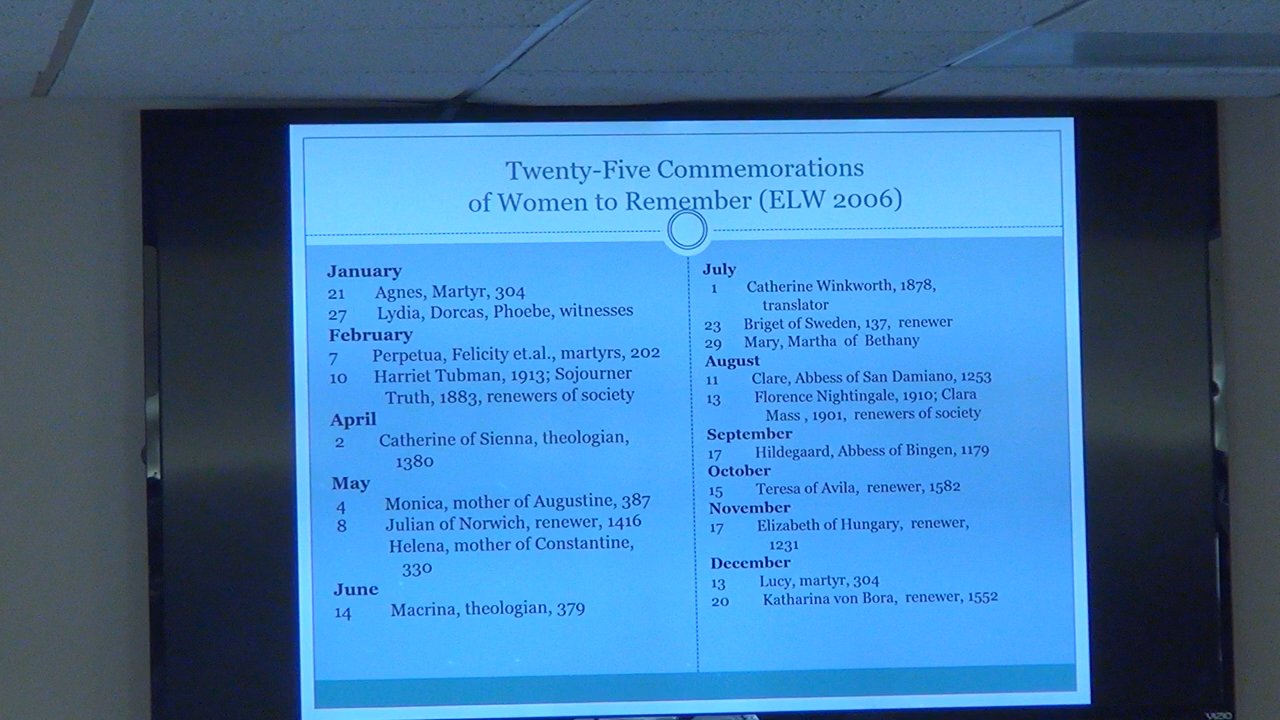 Twenty-Five Commemorations
of Women to Remember (ELW 2006)
January
21 Agnes, Martyr, 304
27 Lydia, Dorcas, Phoebe, witnesses
February
7 Perpetua, Felicity et.al., martyrs, 202
10 Harriet Tubman, 1913; Sojourner
Truth, 1883, renewers of society
April
2 Catherine of Sienna, theologian,
1380
May
4 Monica, mother of Augustine, 387
8 Julian of Norwich, renewer, 1416
Helena, mother of Constantine,
330
June
14 Macrina, theologian, 379
July
1 Catherine Winkworth, 1878,
translator
23 Briget of Sweden, 137, renewer
29 Mary, Martha of Bethany
August
11 Clare, Abbess of San Damiano, 1253
13 Florence Nightingale, 1910; Clara
Mass , 1901, renewers of society
September
17 Hildegaard, Abbess of Bingen, 1179
October
15 Teresa of Avila, renewer, 1582
November
17 Elizabeth of Hungary, renewer,
1231
December
13 Lucy, martyr, 304
20 Katharina von Bora, renewer, 1552
VIZIO